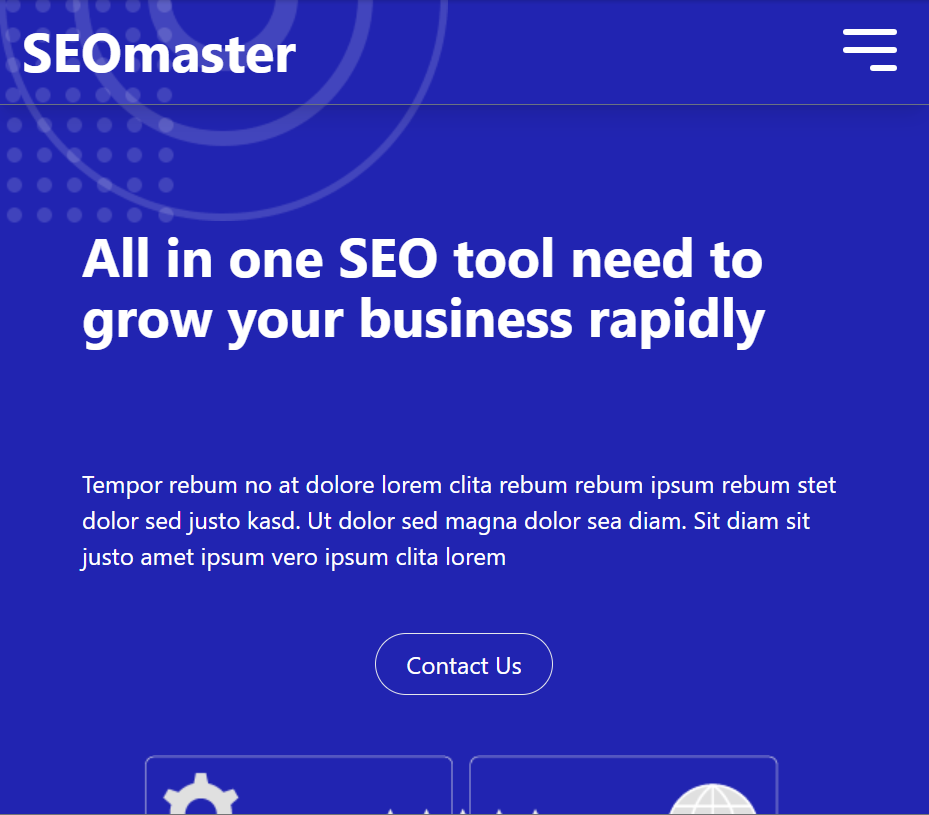 SEOmaster
All in one SEO tool need to
grow your business rapidly
Tempor rebum no at dolore lorem clita rebum rebum ipsum rebum stet
dolor sed justo kasd. Ut dolor sed magna dolor sea diam. Sit diam sit
justo amet ipsum vero ipsum clita lorem
Contact Us